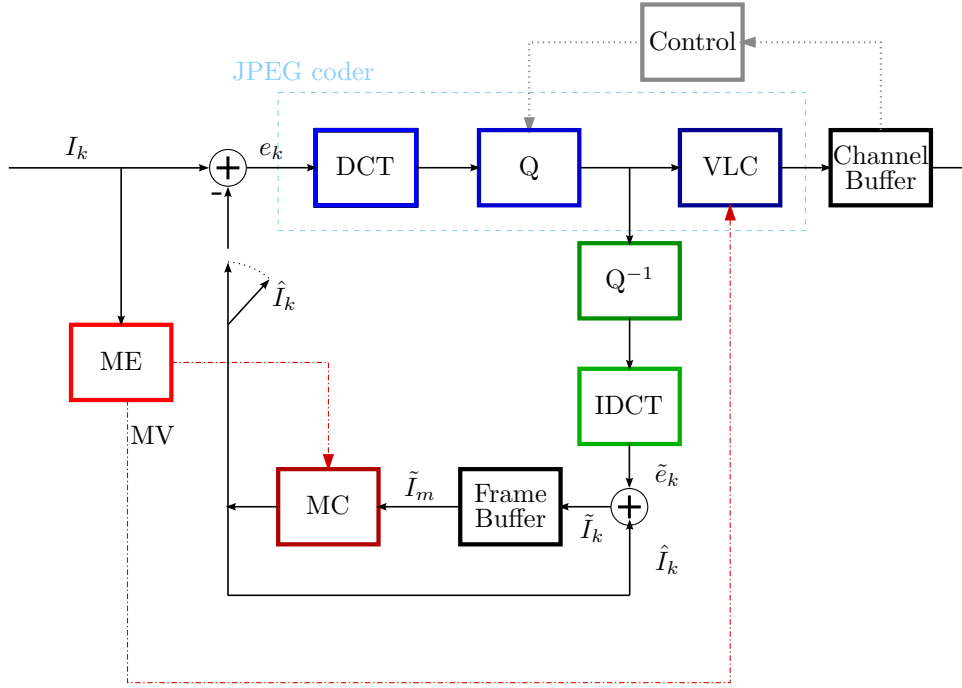 Control
JPEG coder
I_k
e_k
DCT
Q
VLC
Channel
Buffer
-
Q⁻¹
Î_k
ME
IDCT
MV
ẽ_k
MC
Ĩ_m
Frame
Buffer
Ĩ_k
Î_k